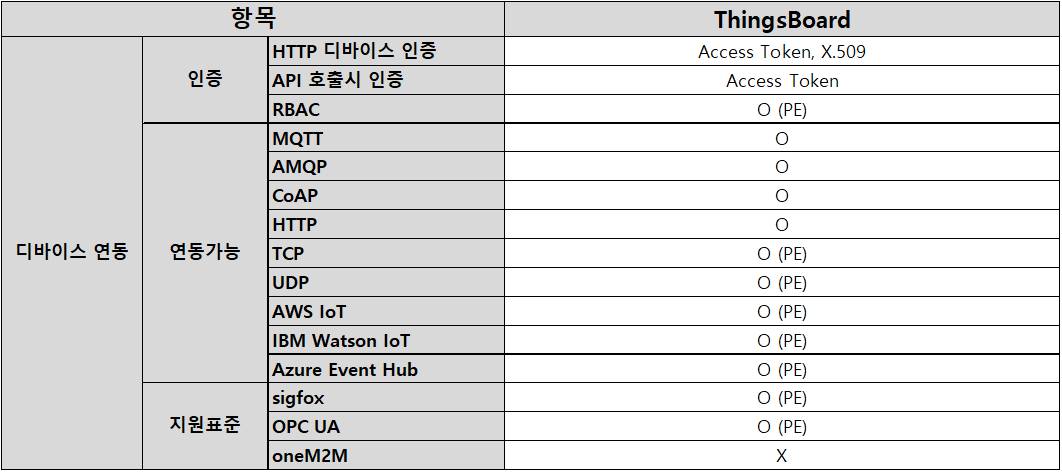 항목 ThingsBoard
디바이스 연동 인증 HTTP 디바이스 인증 Access Token, X.509
API 호출시 인증 Access Token
RBAC O (PE)
연동가능 MQTT O
AMQP O
CoAP O
HTTP O
TCP O (PE)
UDP O (PE)
AWS IoT O (PE)
IBM Watson IoT O (PE)
Azure Event Hub O (PE)
지원표준 sigfox O (PE)
OPC UA O (PE)
oneM2M X